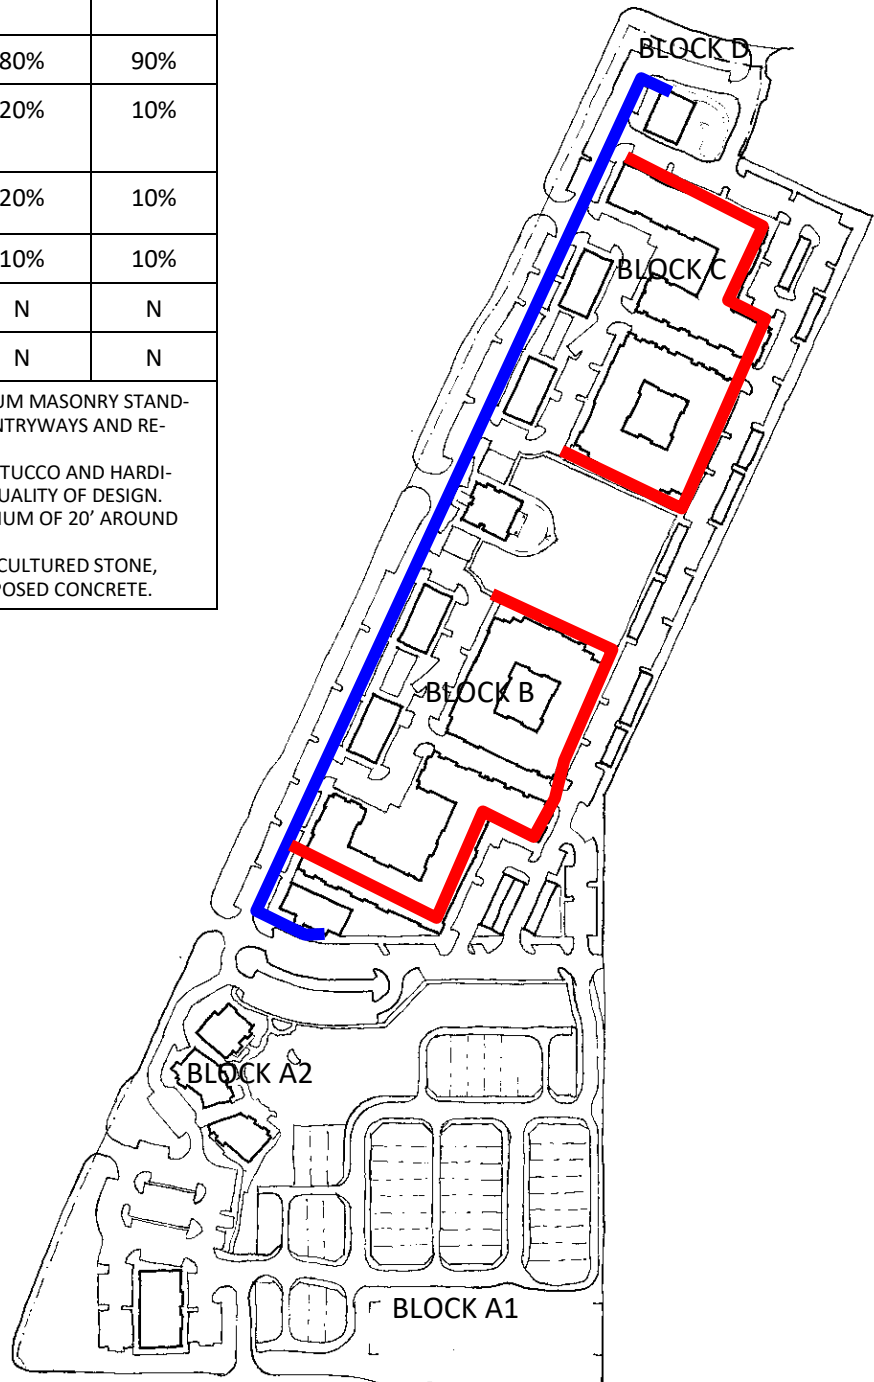 80% 90%
20% 10%
20% 10%
10% 10%
N N
N N
UM MASONRY STAND-
NTRYWAYS AND RE-
TUCCO AND HARDI-
UALITY OF DESIGN.
IUM OF 20’ AROUND
CULTURED STONE,
POSED CONCRETE.
BLOCK D
BLOCK C
BLOCK B
BLOCK A2
BLOCK A1